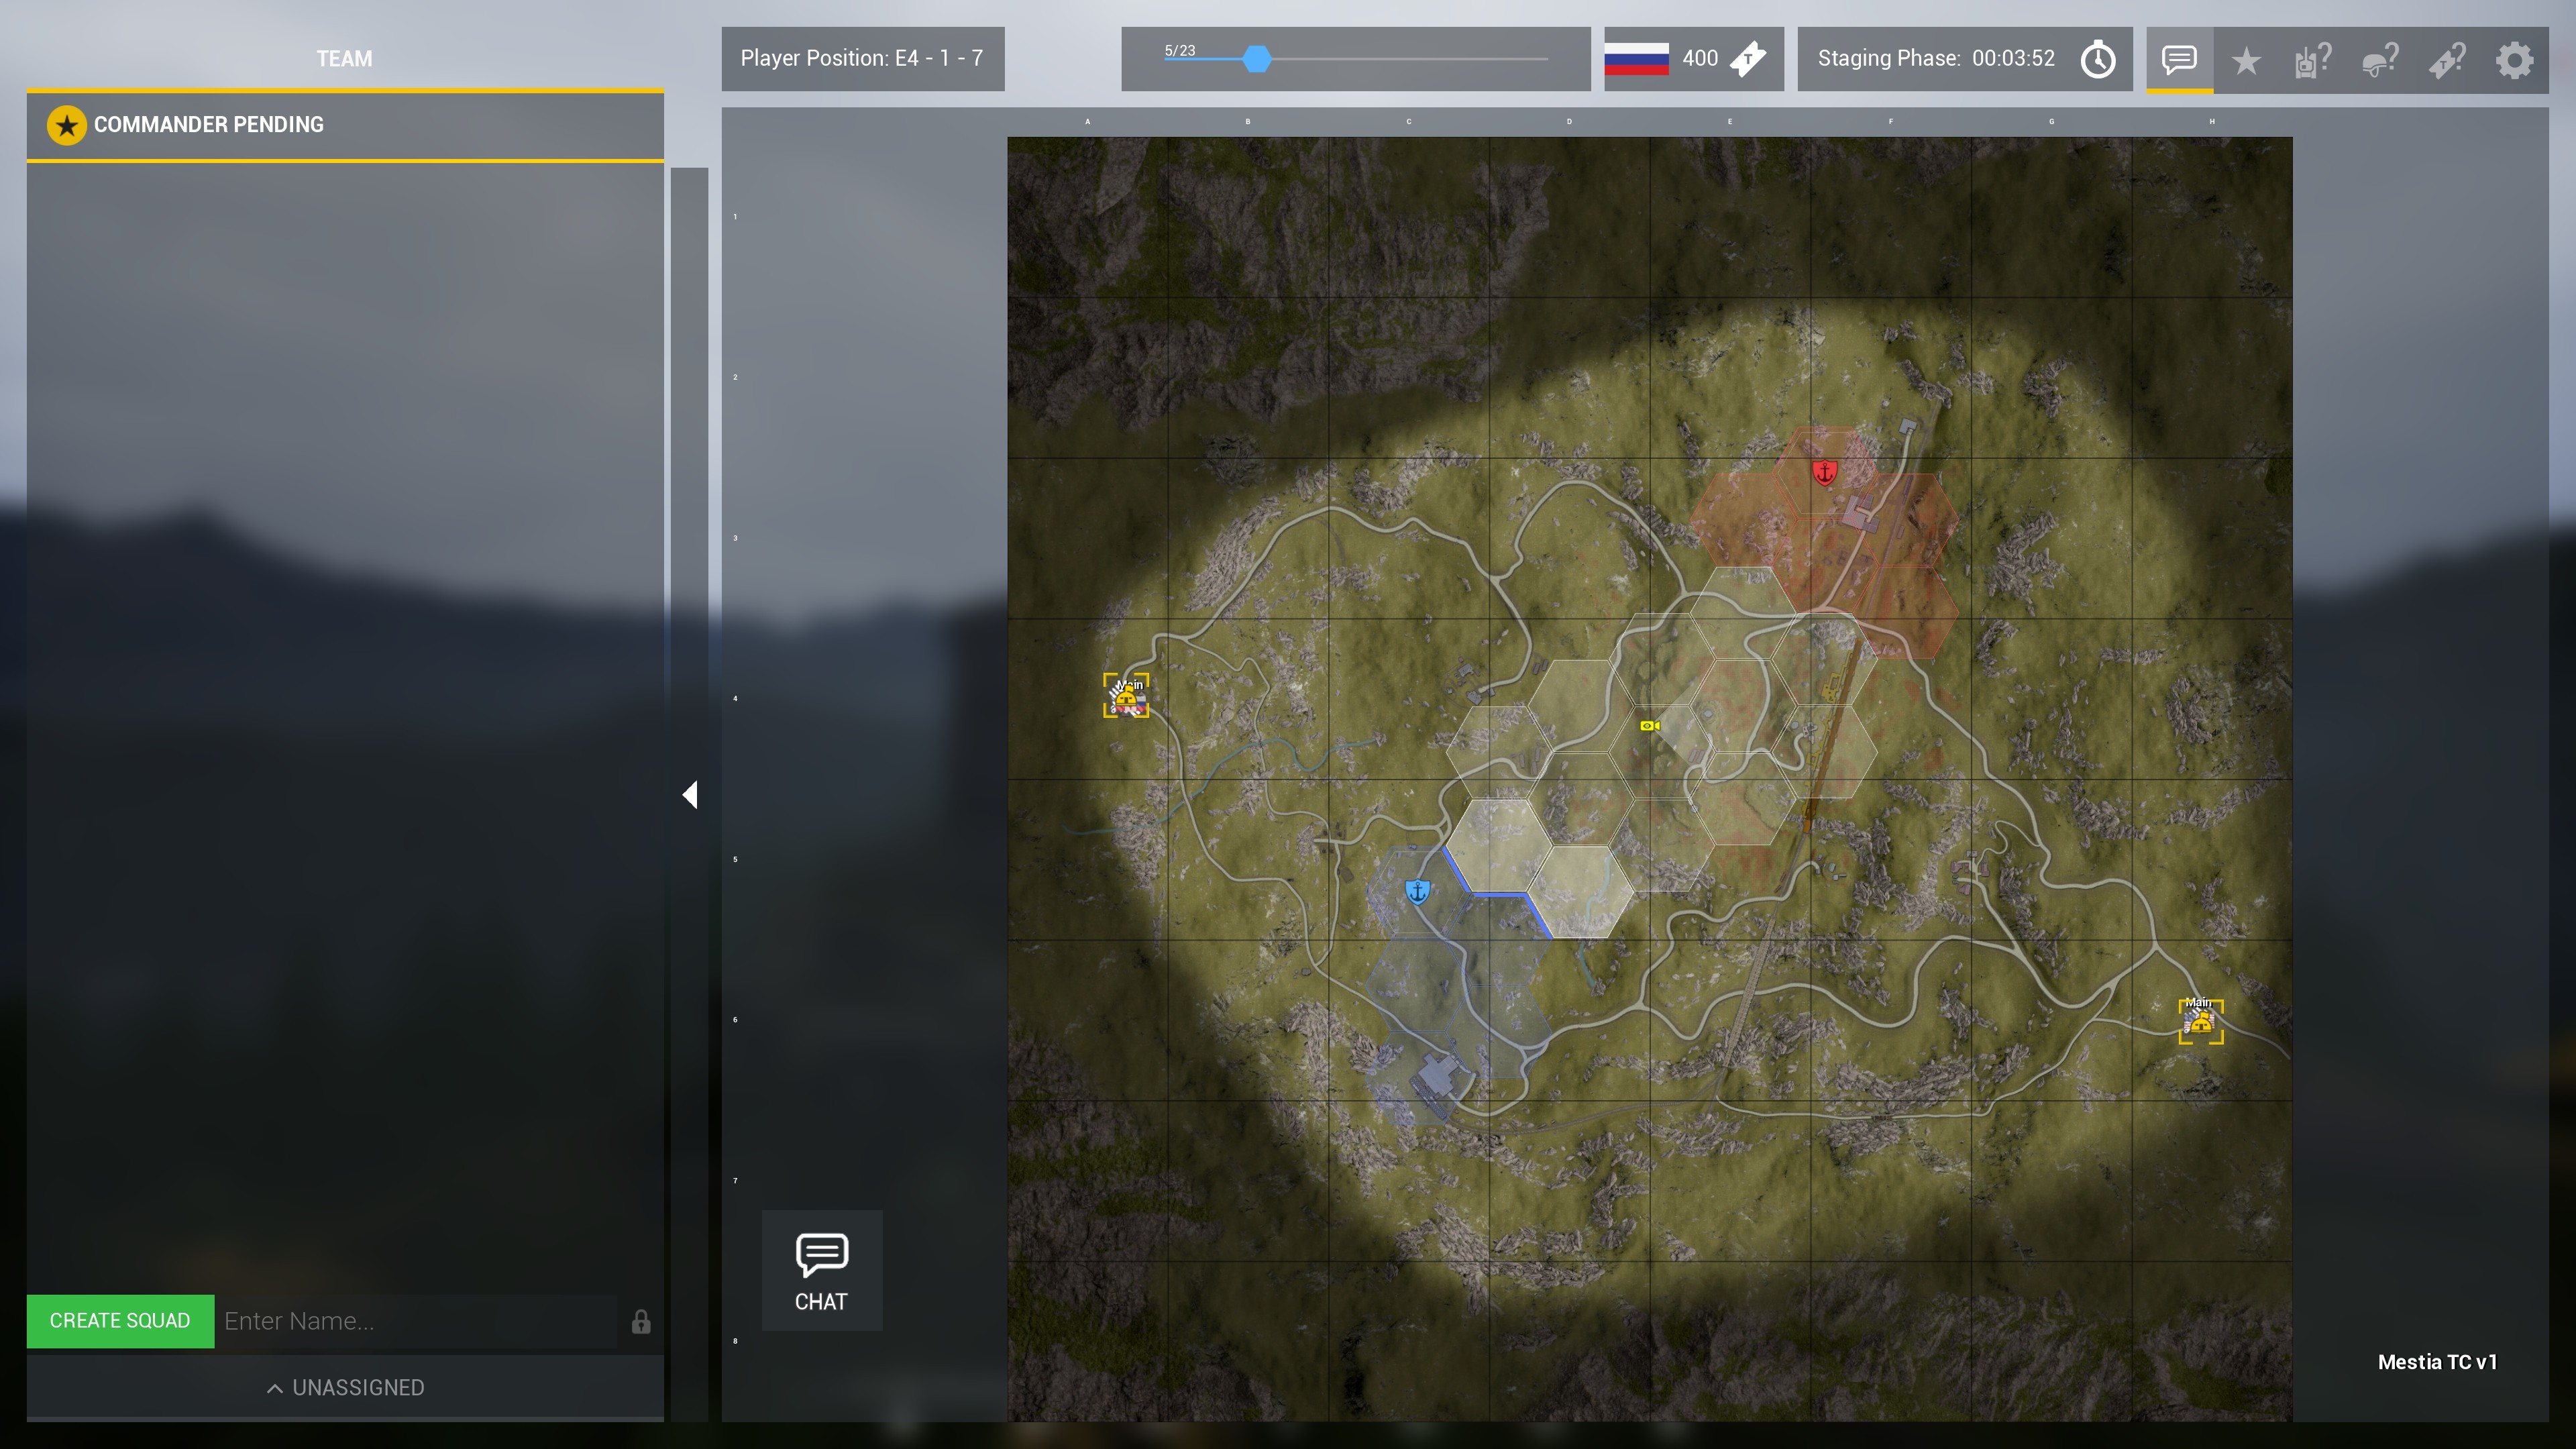 TEAM
Player Position: E4 - 1 - 7
5/23
400
T
Staging Phase: 00:03:52
? ? T ?
COMMANDER PENDING
A B C D E F G H
1
2
3
4
5
6
7
8
Main
Main
CHAT
CREATE SQUAD Enter Name...
UNASSIGNED
Mestia TC v1